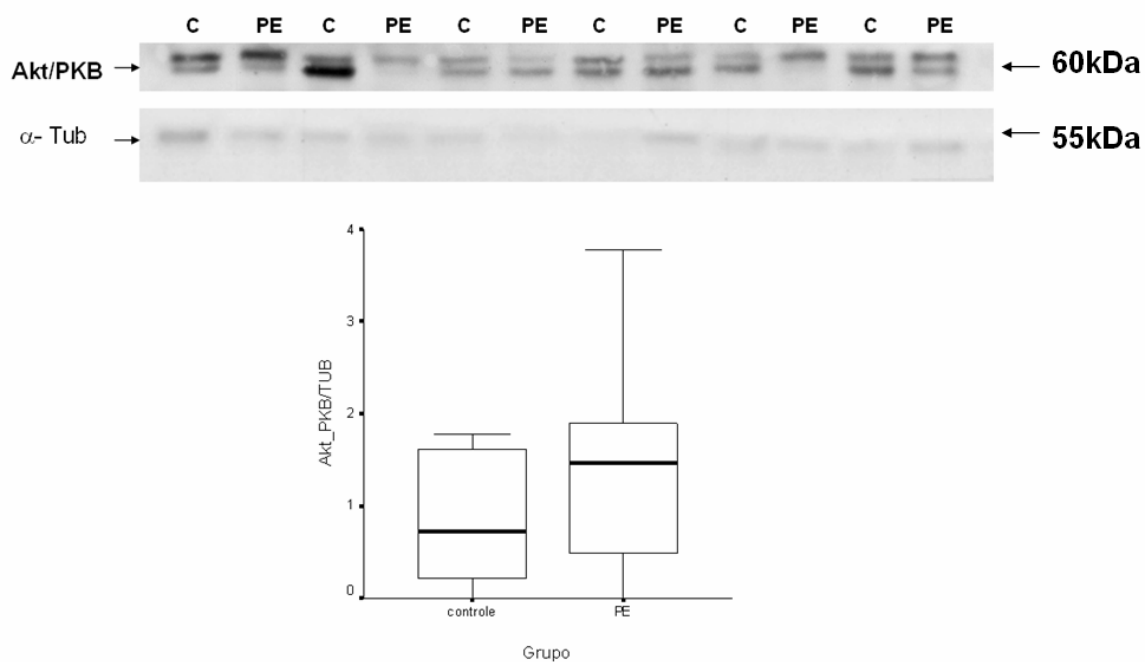 C PE C PE C PE C PE C PE C PE
Akt/PKB 60kDa
α- Tub 55kDa
4
3
2
1
0
Akt_PKB/TUB
controle PE
Grupo